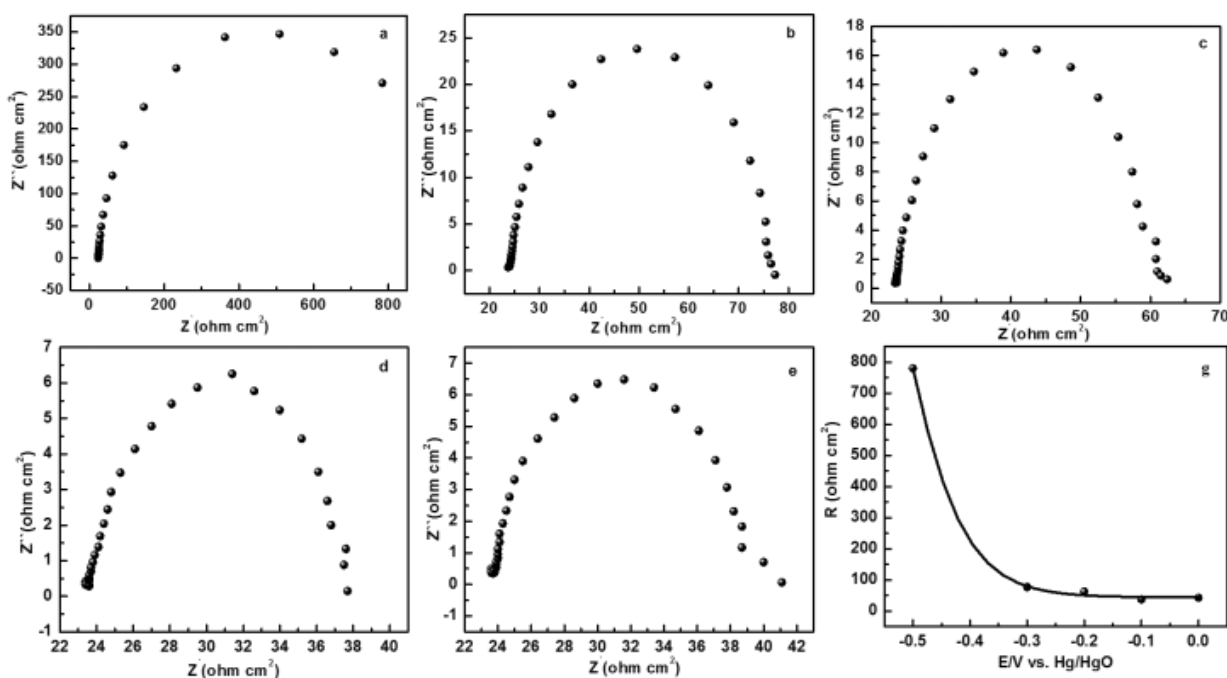 a
Z`` (ohm cm²)
350
300
250
200
150
100
50
0
-50
0 200 400 600 800
Z` (ohm cm²)
b
Z`` (ohm cm²)
25
20
15
10
5
0
20 30 40 50 60 70 80
Z` (ohm cm²)
c
Z`` (ohm cm²)
18
16
14
12
10
8
6
4
2
0
20 30 40 50 60 70
Z` (ohm cm²)
d
Z`` (ohm cm²)
7
6
5
4
3
2
1
0
-1
22 24 26 28 30 32 34 36 38 40
Z` (ohm cm²)
e
Z`` (ohm cm²)
7
6
5
4
3
2
1
0
-1
22 24 26 28 30 32 34 36 38 40 42
Z` (ohm cm²)
g
R (ohm cm²)
800
700
600
500
400
300
200
100
0
-0.5 -0.4 -0.3 -0.2 -0.1 0.0
E/V vs. Hg/HgO